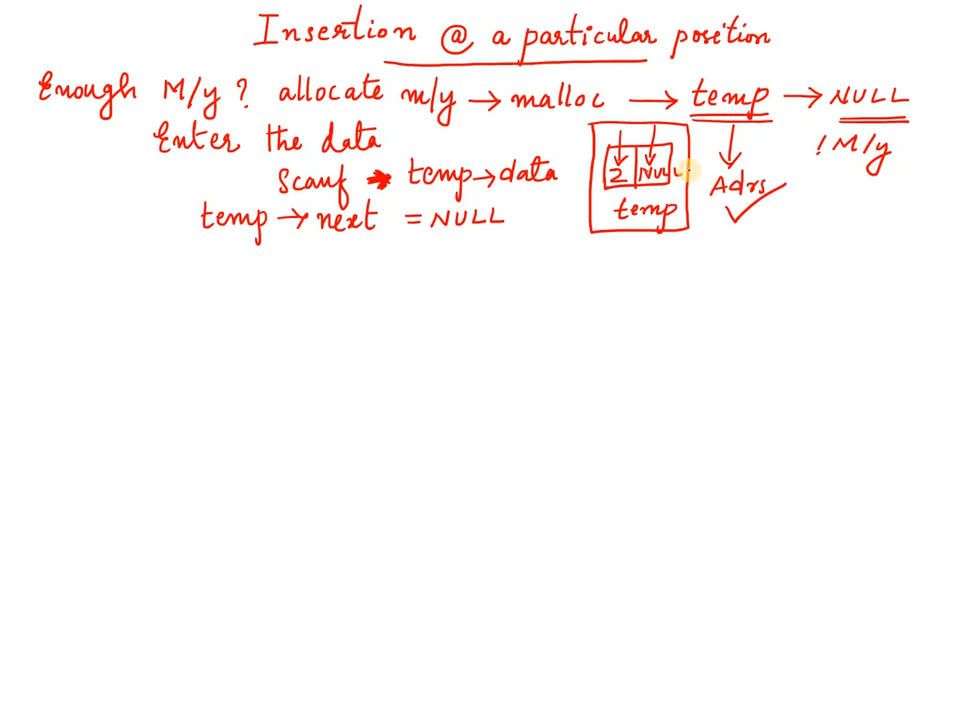 Insertion @ a particular position
Enough M/y ? allocate m/y → malloc → temp → NULL
Enter the data
! M/y
Scanf → temp → data
2 NULL
Adrs
temp → next = NULL
temp